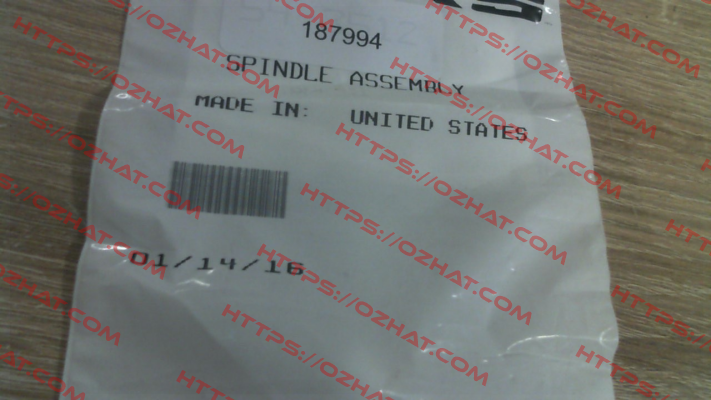 187994
SPINDLE ASSEMBLY
MADE IN: UNITED STATES
01/14/16
HTTPS://OZHAT.COM